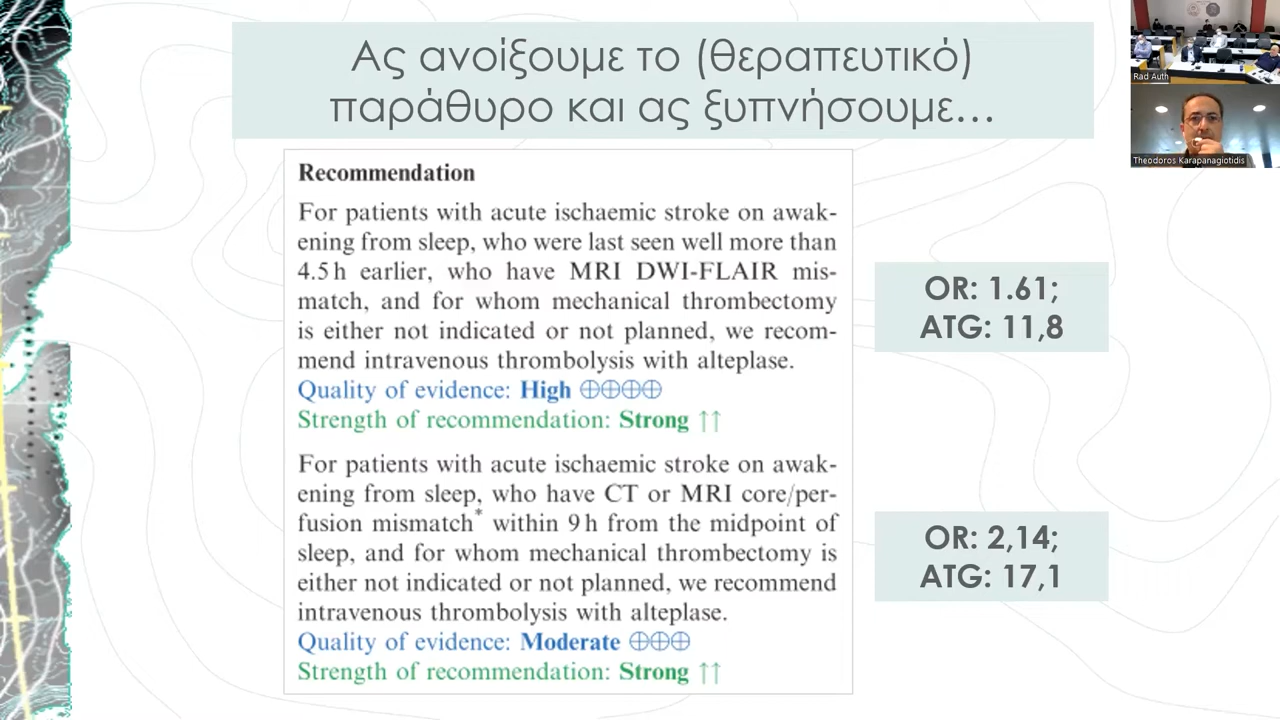 Ας ανοίξουμε το (θεραπευτικό)
παράθυρο και ας ξυπνήσουμε...
Rad Auth
Theodoros Karapanagiotidis
Recommendation
For patients with acute ischaemic stroke on awak-
ening from sleep, who were last seen well more than
4.5 h earlier, who have MRI DWI-FLAIR mis-
match, and for whom mechanical thrombectomy
is either not indicated or not planned, we recom-
mend intravenous thrombolysis with alteplase.
Quality of evidence: High ⊕⊕⊕⊕
Strength of recommendation: Strong ↑↑
OR: 1.61;
ATG: 11,8
For patients with acute ischaemic stroke on awak-
ening from sleep, who have CT or MRI core/per-
fusion mismatch* within 9 h from the midpoint of
sleep, and for whom mechanical thrombectomy is
either not indicated or not planned, we recommend
intravenous thrombolysis with alteplase.
Quality of evidence: Moderate ⊕⊕⊕
Strength of recommendation: Strong ↑↑
OR: 2,14;
ATG: 17,1